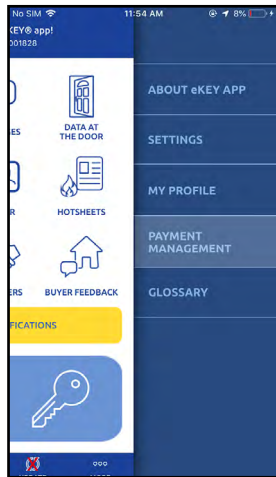 No SIM 11:54 AM 8%
KEY® app!
001828
ES
DATA AT
THE DOOR
R
HOTSHEETS
ERS
BUYER FEEDBACK
IFICATIONS
ABOUT eKEY APP
SETTINGS
MY PROFILE
PAYMENT
MANAGEMENT
GLOSSARY